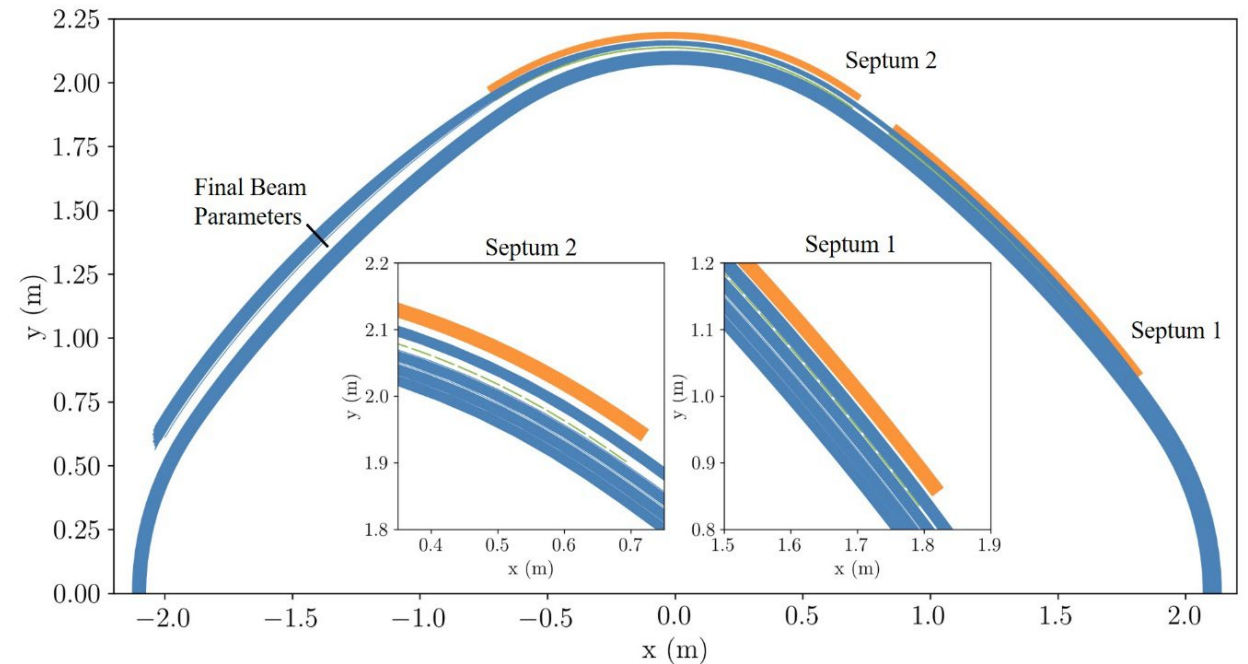 2.25
2.00
1.75
1.50
1.25
1.00
0.75
0.50
0.25
0.00
y (m)
−2.0 −1.5 −1.0 −0.5 0.0 0.5 1.0 1.5 2.0
x (m)
Septum 2
Septum 1
Final Beam
Parameters
Septum 2
2.2
2.1
2.0
1.9
1.8
y (m)
0.4 0.5 0.6 0.7
x (m)
Septum 1
1.2
1.1
1.0
0.9
0.8
y (m)
1.5 1.6 1.7 1.8 1.9
x (m)